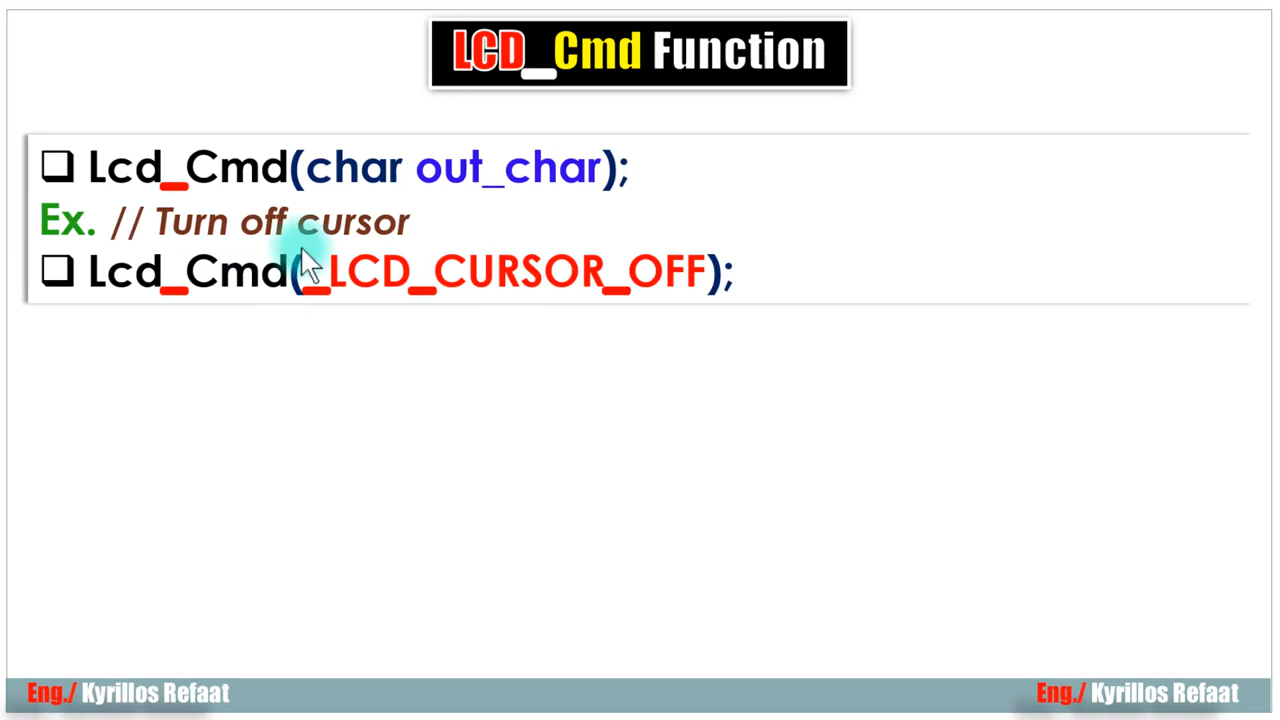 LCD_Cmd Function
❑ Lcd_Cmd(char out_char);
Ex. // Turn off cursor
❑ Lcd_Cmd(_LCD_CURSOR_OFF);
Eng./ Kyrillos Refaat
Eng./ Kyrillos Refaat